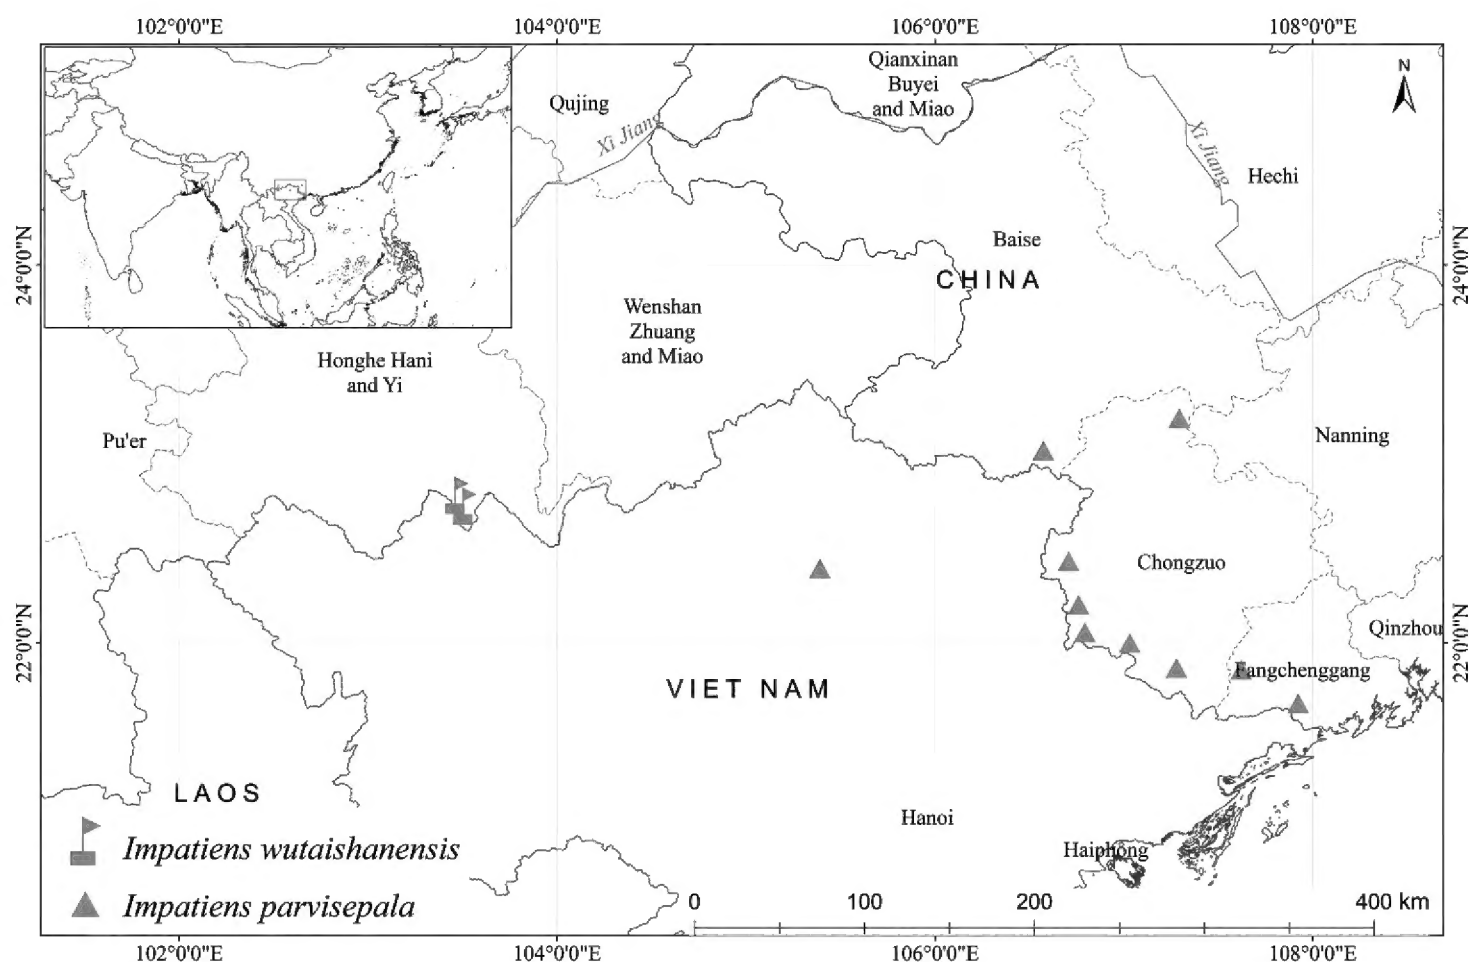 102°0'0"E
104°0'0"E
106°0'0"E
108°0'0"E
Qianxinan
Buyei
and Miao
N
Qujing
Xi Jiang
Xi Jiang
Hechi
Baise
24°0'0"N
24°0'0"N
CHINA
Wenshan
Zhuang
and Miao
Honghe Hani
and Yi
Pu'er
Nanning
Chongzuo
22°0'0"N
22°0'0"N
Qinzhou
Fangchenggang
VIET NAM
LAOS
Hanoi
Haiphong
Impatiens wutaishanensis
Impatiens parvisepala
0
100
200
400 km
102°0'0"E
104°0'0"E
106°0'0"E
108°0'0"E